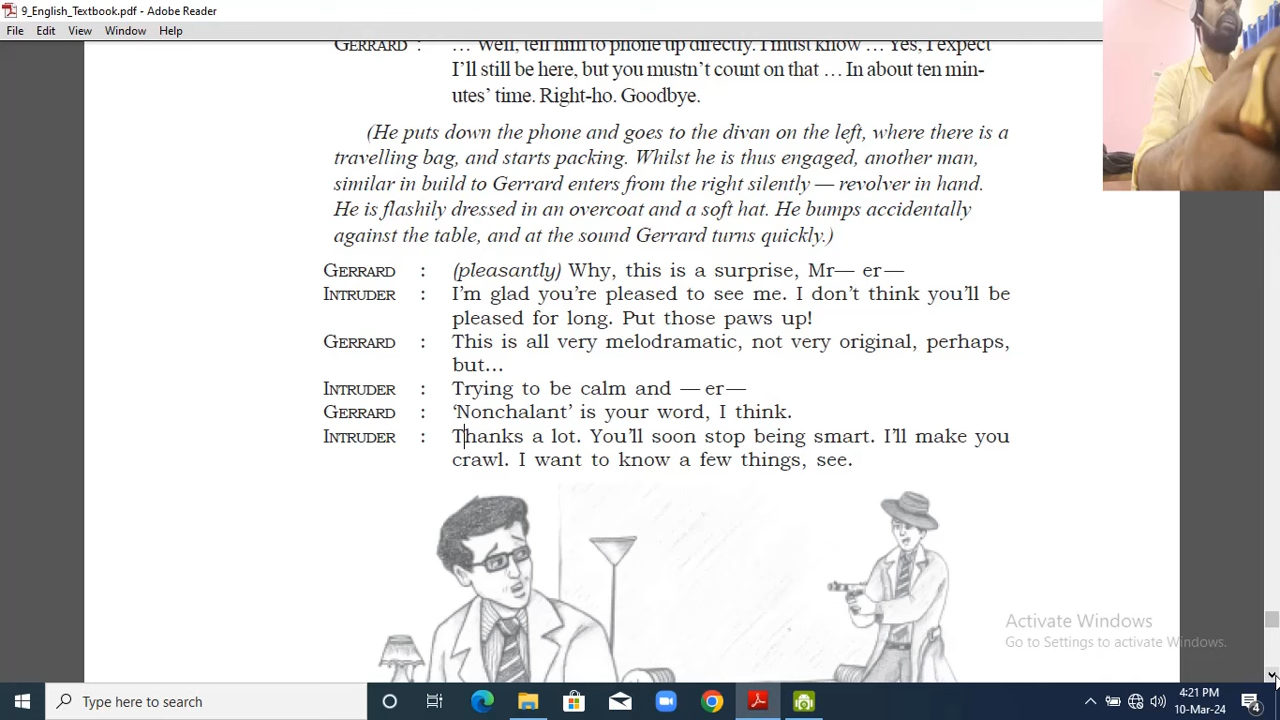 9_English_Textbook.pdf - Adobe Reader
File Edit View Window Help
GERRARD : … Well, tell him to phone up directly. I must know … Yes, I expect
I'll still be here, but you mustn't count on that … In about ten min-
utes' time. Right-ho. Goodbye.
(He puts down the phone and goes to the divan on the left, where there is a
travelling bag, and starts packing. Whilst he is thus engaged, another man,
similar in build to Gerrard enters from the right silently — revolver in hand.
He is flashily dressed in an overcoat and a soft hat. He bumps accidentally
against the table, and at the sound Gerrard turns quickly.)
GERRARD : (pleasantly) Why, this is a surprise, Mr— er—
INTRUDER : I'm glad you're pleased to see me. I don't think you'll be
pleased for long. Put those paws up!
GERRARD : This is all very melodramatic, not very original, perhaps,
but…
INTRUDER : Trying to be calm and — er—
GERRARD : 'Nonchalant' is your word, I think.
INTRUDER : Thanks a lot. You'll soon stop being smart. I'll make you
crawl. I want to know a few things, see.
Activate Windows
Go to Settings to activate Windows.
Type here to search
4:21 PM
10-Mar-24
4